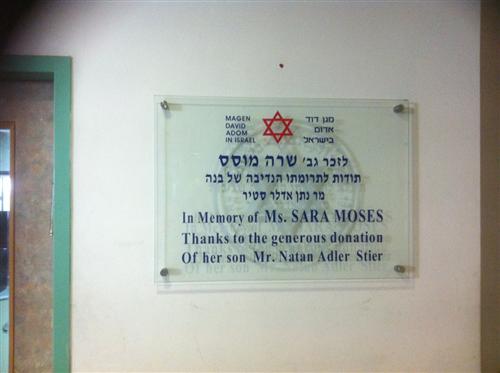 MAGEN
DAVID
ADOM
IN ISRAEL
מגן דוד
אדום
בישראל
לזכר גב' שרה מוסס
תודות לתרומתו הנדיבה של בנה
מר נתן אדלר סטיר
In Memory of Ms. SARA MOSES
Thanks to the generous donation
Of her son Mr. Natan Adler Stier